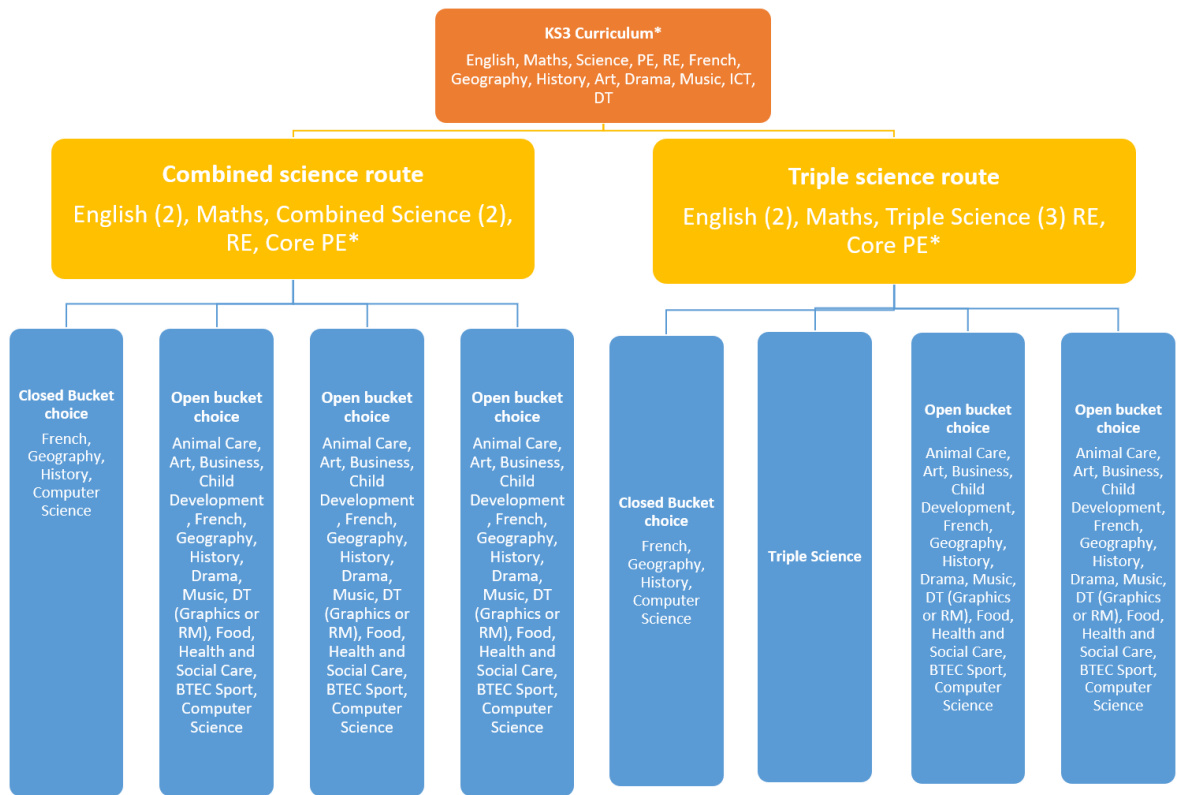 KS3 Curriculum*
English, Maths, Science, PE, RE, French,
Geography, History, Art, Drama, Music, ICT,
DT
Combined science route
English (2), Maths, Combined Science (2),
RE, Core PE*
Triple science route
English (2), Maths, Triple Science (3) RE,
Core PE*
Closed Bucket
choice
French,
Geography,
History,
Computer
Science
Open bucket
choice
Animal Care,
Art, Business,
Child
Development
, French,
Geography,
History,
Drama,
Music, DT
(Graphics or
RM), Food,
Health and
Social Care,
BTEC Sport,
Computer
Science
Open bucket
choice
Animal Care,
Art, Business,
Child
Development
, French,
Geography,
History,
Drama,
Music, DT
(Graphics or
RM), Food,
Health and
Social Care,
BTEC Sport,
Computer
Science
Open bucket
choice
Animal Care,
Art, Business,
Child
Development
, French,
Geography,
History,
Drama,
Music, DT
(Graphics or
RM), Food,
Health and
Social Care,
BTEC Sport,
Computer
Science
Closed Bucket
choice
French,
Geography,
History,
Computer
Science
Triple Science
Open bucket
choice
Animal Care,
Art, Business,
Child
Development,
French,
Geography,
History,
Drama, Music,
DT (Graphics
or RM), Food,
Health and
Social Care,
BTEC Sport,
Computer
Science
Open bucket
choice
Animal Care,
Art, Business,
Child
Development,
French,
Geography,
History,
Drama, Music,
DT (Graphics
or RM), Food,
Health and
Social Care,
BTEC Sport,
Computer
Science